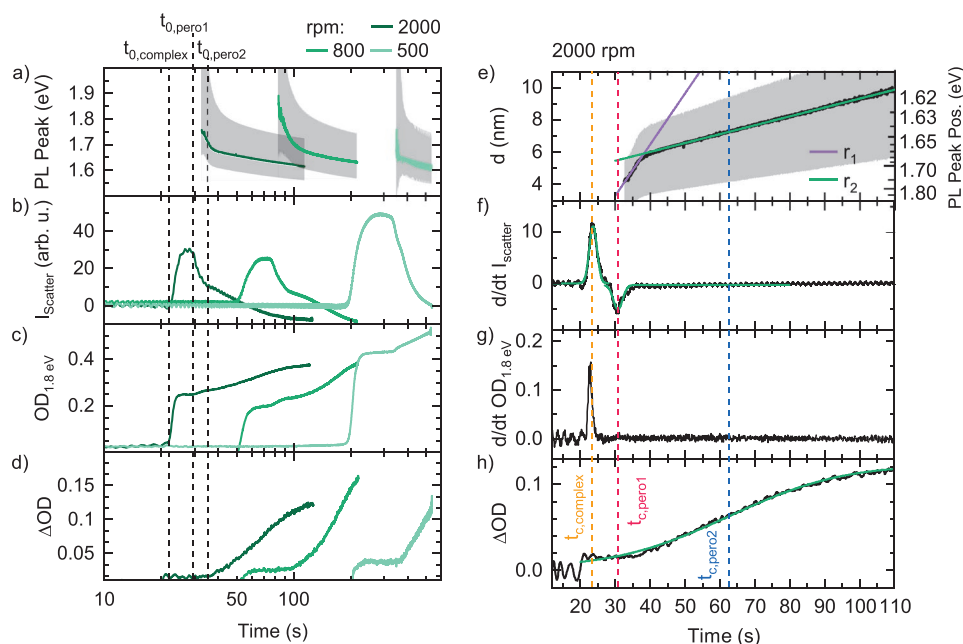 t0,pero1
rpm: 2000
t0,complex t0,pero2 800 500
a)
PL Peak (eV)
1.9
1.8
1.7
1.6
b)
Iscatter (arb. u.)
40
20
0
c)
OD1.8 eV
0.4
0.2
d)
ΔOD
0.15
0.10
0.05
10 50 100
Time (s)
2000 rpm
e)
d (nm)
10
8
6
4
r1
r2
1.62
1.63
1.65
1.68
1.70
1.80
PL Peak Pos. (eV)
f)
d/dt Iscatter
10
0
g)
d/dt OD1.8 eV
0.2
0.1
0.0
h)
ΔOD
0.1
0.0
tc,complex
tc,pero1
tc,pero2
20 30 40 50 60 70 80 90 100 110
Time (s)